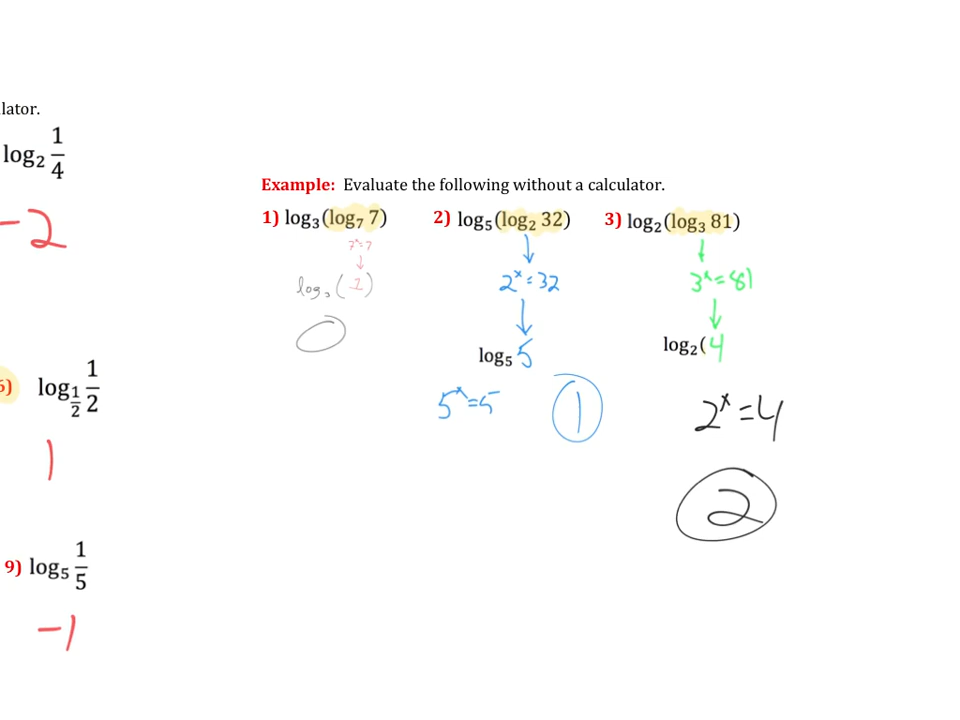 lator.
log₂ 1/4
-2
6) log_{1/2} 1/2
1
9) log₅ 1/5
-1
Example: Evaluate the following without a calculator.
1) log₃(log₇ 7)
7ˣ=7
log₃(1)
0
2) log₅(log₂ 32)
2ˣ=32
log₅ 5
5ˣ=5
1
3) log₂(log₃ 81)
3ˣ=81
log₂(4
2ˣ=4
2